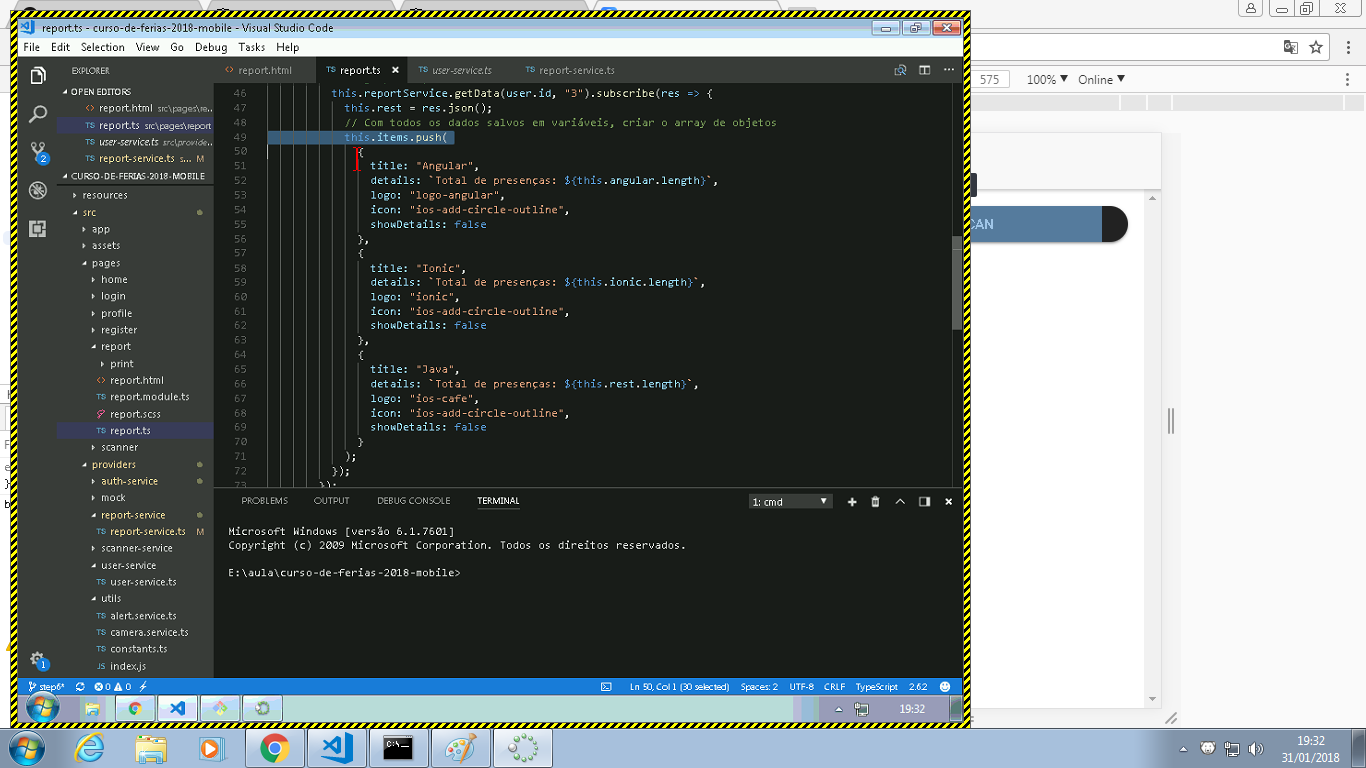 report.ts - curso-de-ferias-2018-mobile - Visual Studio Code
File Edit Selection View Go Debug Tasks Help
EXPLORER
report.html
report.ts
user-service.ts
report-service.ts
575
100%
Online
OPEN EDITORS
report.html src\pages\re...
report.ts src\pages\report
user-service.ts src\provide...
report-service.ts s... M
CURSO-DE-FERIAS-2018-MOBILE
resources
src
app
assets
pages
home
login
profile
register
report
print
report.html
report.module.ts
report.scss
report.ts
scanner
providers
auth-service
mock
report-service
report-service.ts M
scanner-service
user-service
user-service.ts
utils
alert.service.ts
camera.service.ts
constants.ts
index.js
46 this.reportService.getData(user.id, "3").subscribe(res => {
47 this.rest = res.json();
48 // Com todos os dados salvos em variáveis, criar o array de objetos
49 this.items.push(
50 {
51 title: "Angular",
52 details: `Total de presenças: ${this.angular.length}`,
53 logo: "logo-angular",
54 icon: "ios-add-circle-outline",
55 showDetails: false
56 },
57 {
58 title: "Ionic",
59 details: `Total de presenças: ${this.ionic.length}`,
60 logo: "ionic",
61 icon: "ios-add-circle-outline",
62 showDetails: false
63 },
64 {
65 title: "Java",
66 details: `Total de presenças: ${this.rest.length}`,
67 logo: "ios-cafe",
68 icon: "ios-add-circle-outline",
69 showDetails: false
70 }
71 );
72 });
73 });
CAN
PROBLEMS OUTPUT DEBUG CONSOLE TERMINAL
1: cmd
Microsoft Windows [versão 6.1.7601]
Copyright (c) 2009 Microsoft Corporation. Todos os direitos reservados.
E:\aula\curso-de-ferias-2018-mobile>
2
1
step6* 0 0 Ln 50, Col 1 (30 selected) Spaces: 2 UTF-8 CRLF TypeScript 2.6.2
19:32
19:32
31/01/2018